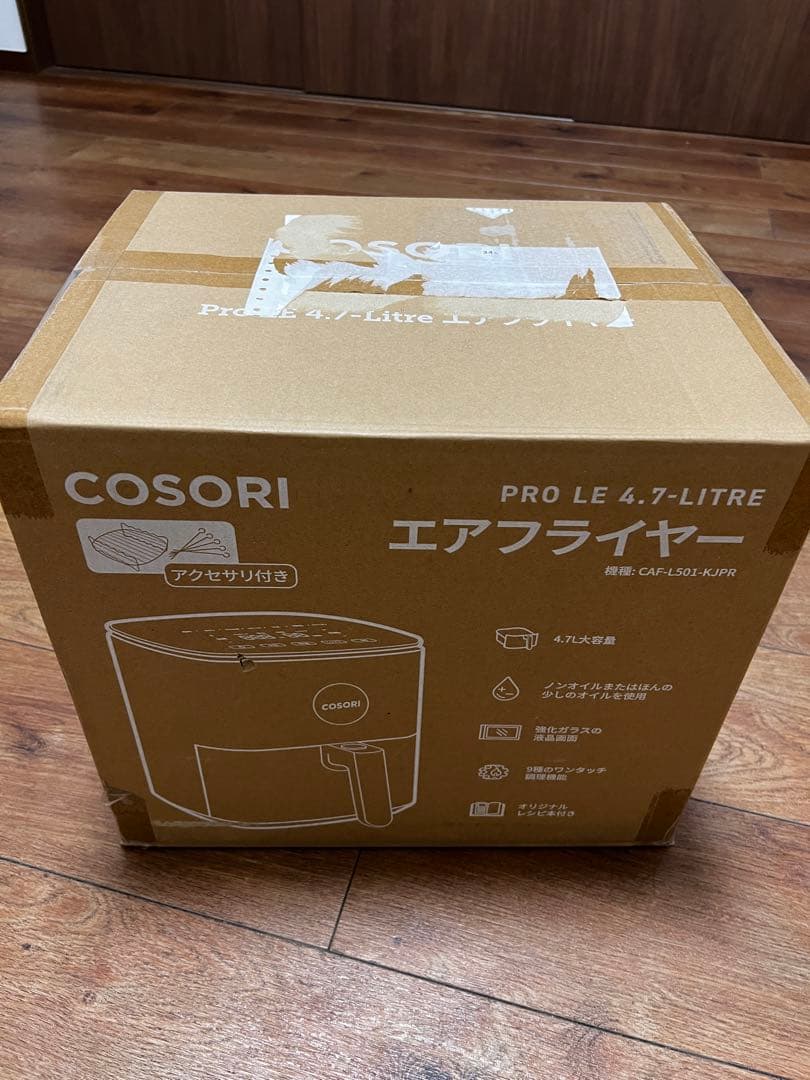 Pro LE 4.7-Litre エアフライヤー
COSORI
PRO LE 4.7-LITRE
エアフライヤー
機種: CAF-L501-KJPR
アクセサリ付き
COSORI
4.7L大容量
ノンオイルまたはほんの
少しのオイルを使用
強化ガラスの
液晶画面
9種のワンタッチ
調理機能
オリジナル
レシピ本付き